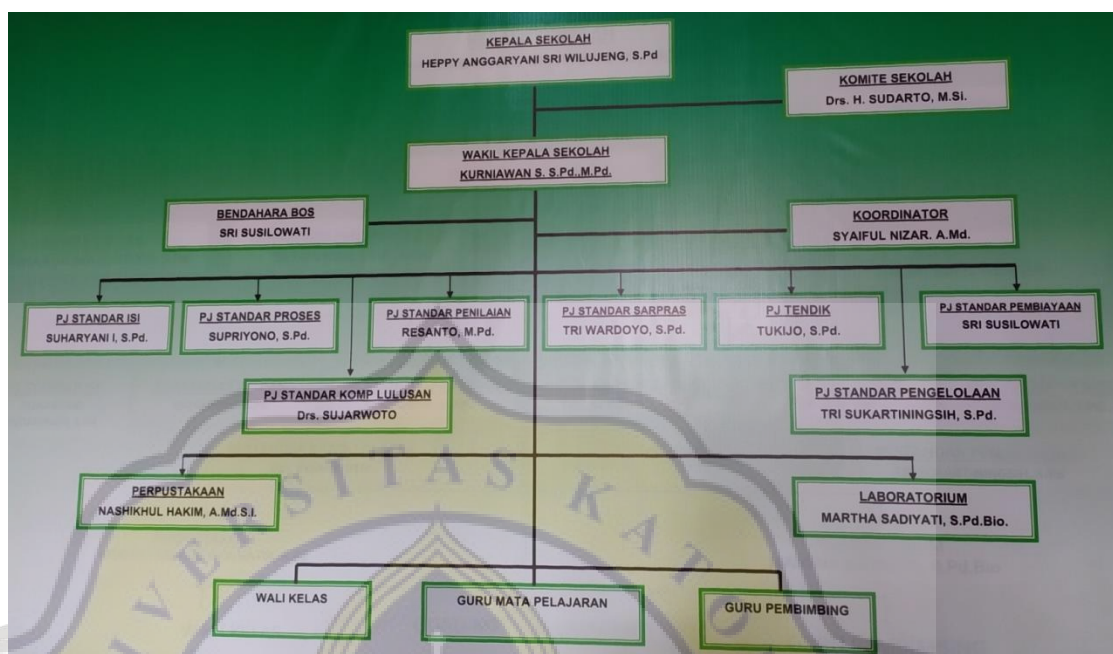 KEPALA SEKOLAH
HEPPY ANGGARYANI SRI WILUJENG, S.Pd
KOMITE SEKOLAH
Drs. H. SUDARTO, M.Si.
WAKIL KEPALA SEKOLAH
KURNIAWAN S. S.Pd.,M.Pd.
BENDAHARA BOS
SRI SUSILOWATI
KOORDINATOR
SYAIFUL NIZAR. A.Md.
PJ STANDAR ISI
SUHARYANI I, S.Pd.
PJ STANDAR PROSES
SUPRIYONO, S.Pd.
PJ STANDAR PENILAIAN
RESANTO, M.Pd.
PJ STANDAR SARPRAS
TRI WARDOYO, S.Pd.
PJ TENDIK
TUKIJO, S.Pd.
PJ STANDAR PEMBIAYAAN
SRI SUSILOWATI
PJ STANDAR KOMP LULUSAN
Drs. SUJARWOTO
PJ STANDAR PENGELOLAAN
TRI SUKARTININGSIH, S.Pd.
PERPUSTAKAAN
NASHIKHUL HAKIM, A.Md.S.I.
LABORATORIUM
MARTHA SADIYATI, S.Pd.Bio.
WALI KELAS
GURU MATA PELAJARAN
GURU PEMBIMBING
IVERSITAS KATO